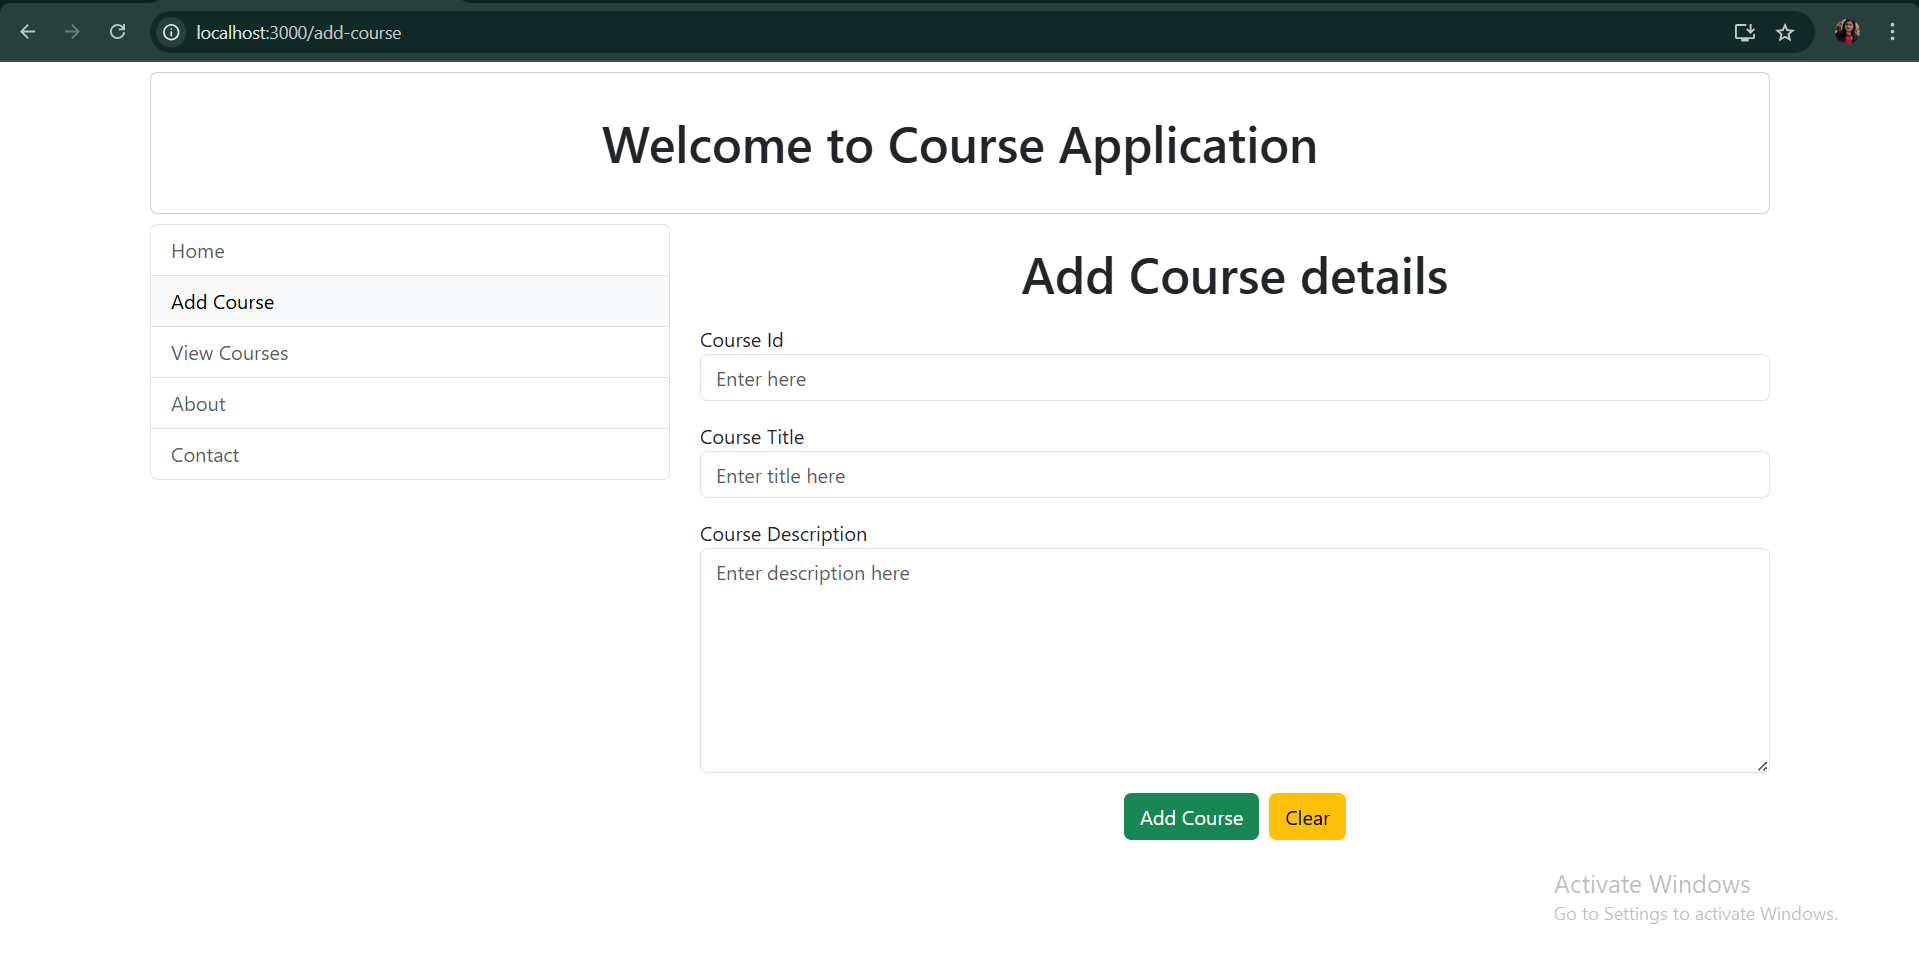 localhost:3000/add-course
Welcome to Course Application
Home
Add Course
View Courses
About
Contact
Add Course details
Course Id
Enter here
Course Title
Enter title here
Course Description
Enter description here
Add Course
Clear
Activate Windows
Go to Settings to activate Windows.